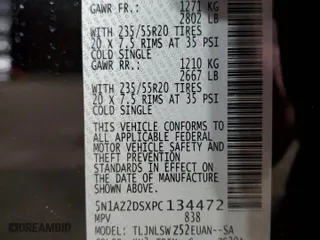 GAWR FR.: 1271 KG
2802 LB
WITH 235/55R20 TIRES
20 X 7.5 RIMS AT 35 PSI
COLD SINGLE
GAWR RR.: 1210 KG
2667 LB
WITH 235/55R20 TIRES
20 X 7.5 RIMS AT 35 PSI
COLD SINGLE
THIS VEHICLE CONFORMS TO
ALL APPLICABLE FEDERAL
MOTOR VEHICLE SAFETY AND
THEFT PREVENTION
STANDARDS IN EFFECT ON
THE DATE OF MANUFACTURE
SHOWN ABOVE.
5N1AZ2DSXPC134472
MPV 838
TLJNLSWZ52EUAN--SA
DREAMBID